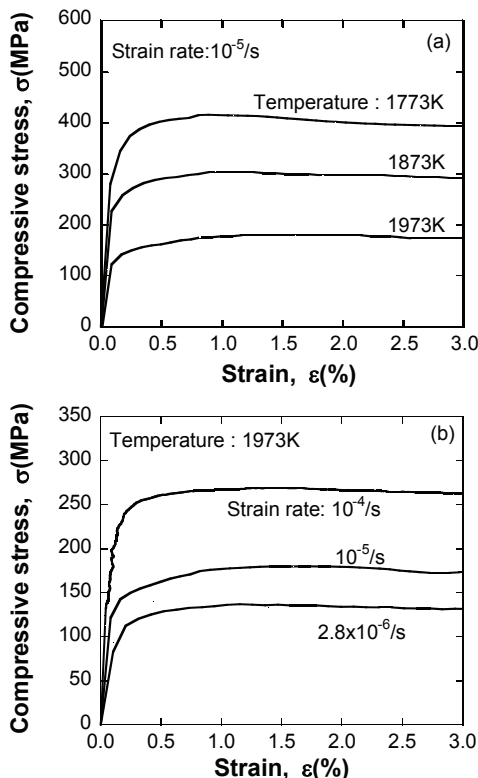 600
500
400
300
200
100
0
Compressive stress, σ(MPa)
Strain rate:10⁻⁵/s
(a)
Temperature : 1773K
1873K
1973K
0.0 0.5 1.0 1.5 2.0 2.5 3.0
Strain, ε(%)
350
300
250
200
150
100
50
0
Compressive stress, σ(MPa)
Temperature : 1973K
(b)
Strain rate: 10⁻⁴/s
10⁻⁵/s
2.8x10⁻⁶/s
0.0 0.5 1.0 1.5 2.0 2.5 3.0
Strain, ε(%)